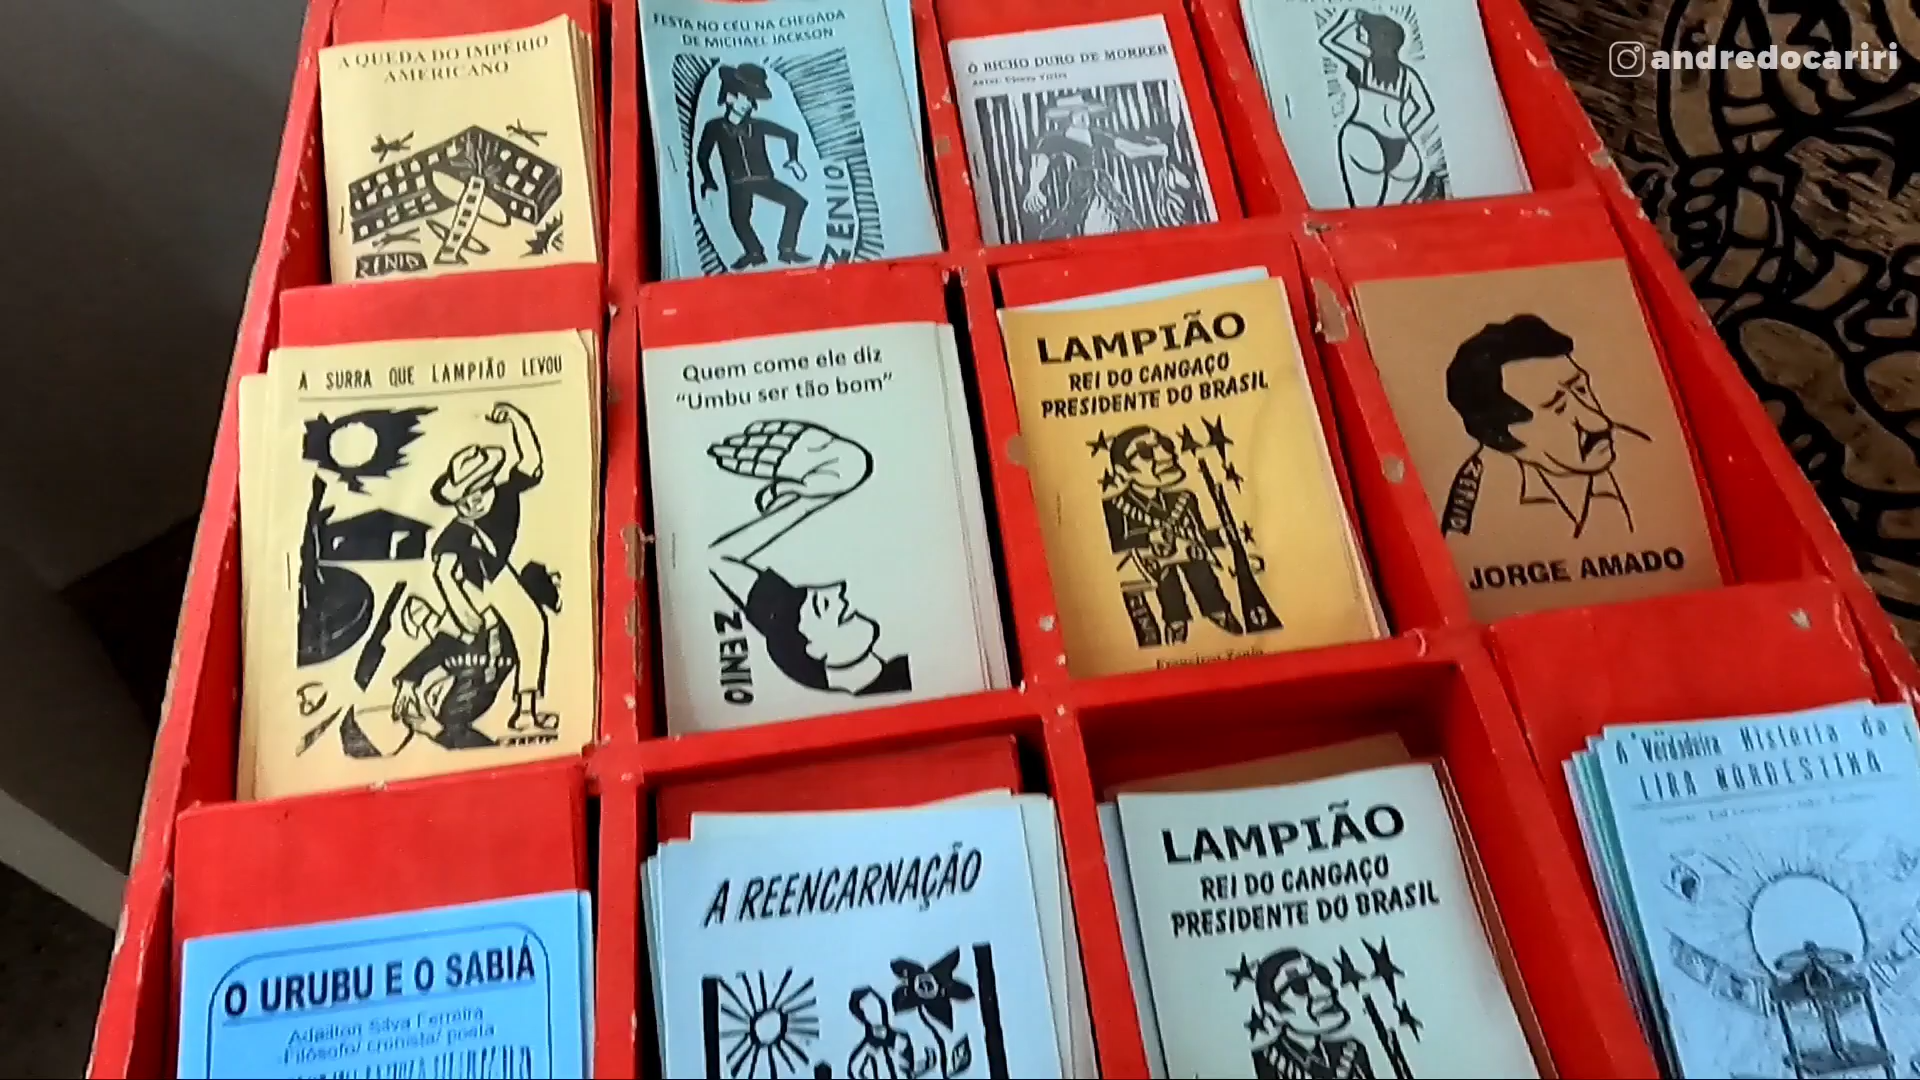 andredocariri
A QUEDA DO IMPÉRIO
AMERICANO
ZENIO
FESTA NO CÉU NA CHEGADA
DE MICHAEL JACKSON
ZENIO
O BICHO DURO DE MORRER
A SURRA QUE LAMPIÃO LEVOU
Quem come ele diz
“Umbu ser tão bom”
ZENIO
LAMPIÃO
REI DO CANGAÇO
PRESIDENTE DO BRASIL
ZENIO
ZENIO
JORGE AMADO
O URUBU E O SABIÁ
Adailton Silva Ferreira
Filósofo/ cronista/ poeta
A REENCARNAÇÃO
LAMPIÃO
REI DO CANGAÇO
PRESIDENTE DO BRASIL
A Verdadeira História da
LIRA NORDESTINA